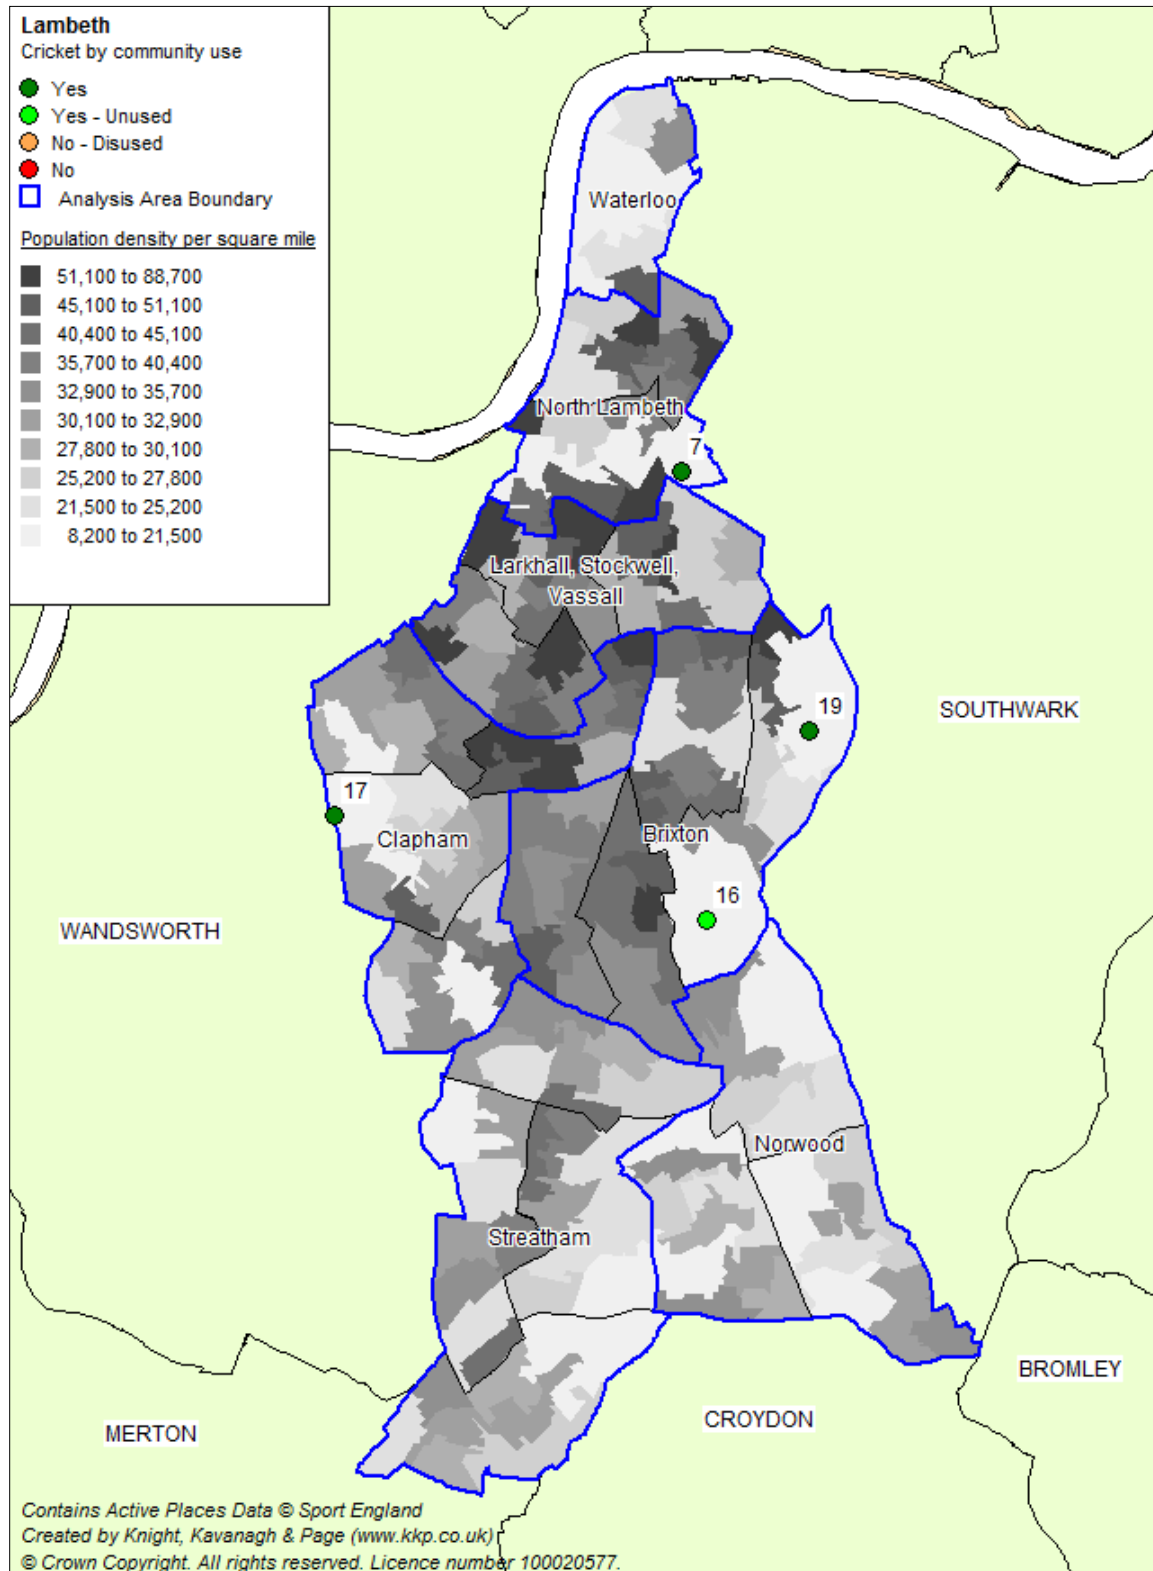 Lambeth
Cricket by community use
Yes
Yes - Unused
No - Disused
No
Analysis Area Boundary
Population density per square mile
51,100 to 88,700
45,100 to 51,100
40,400 to 45,100
35,700 to 40,400
32,900 to 35,700
30,100 to 32,900
27,800 to 30,100
25,200 to 27,800
21,500 to 25,200
8,200 to 21,500
Waterloo
North Lambeth
7
Larkhall, Stockwell,
Vassall
19
SOUTHWARK
17
Clapham
Brixton
16
WANDSWORTH
Norwood
Streatham
BROMLEY
CROYDON
MERTON
Contains Active Places Data © Sport England
Created by Knight, Kavanagh & Page (www.kkp.co.uk)
© Crown Copyright. All rights reserved. Licence number 100020577.